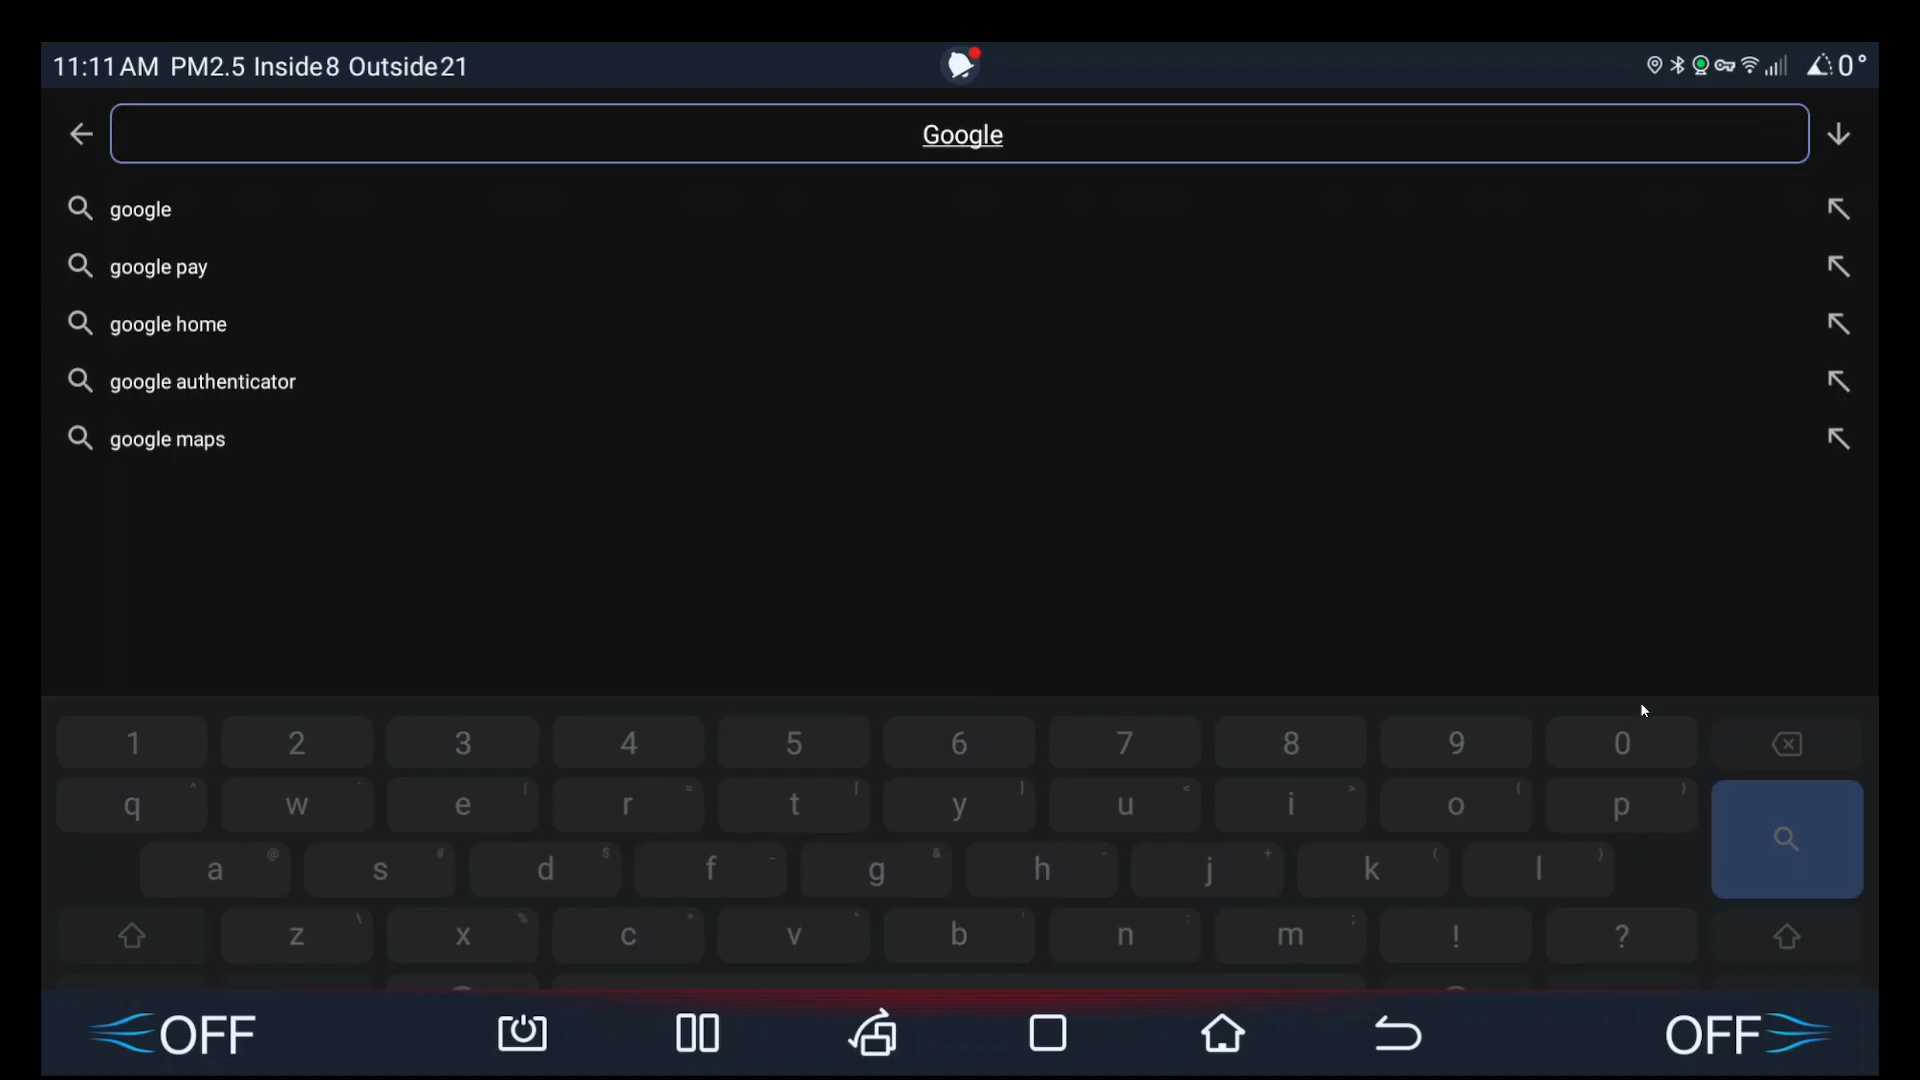 11:11 AM PM2.5 Inside8 Outside21
0°
Google
google
google pay
google home
google authenticator
google maps
1 2 3 4 5 6 7 8 9 0
q w e r t y u i o p
a s d f g h j k l
z x c v b n m ! ?
OFF OFF